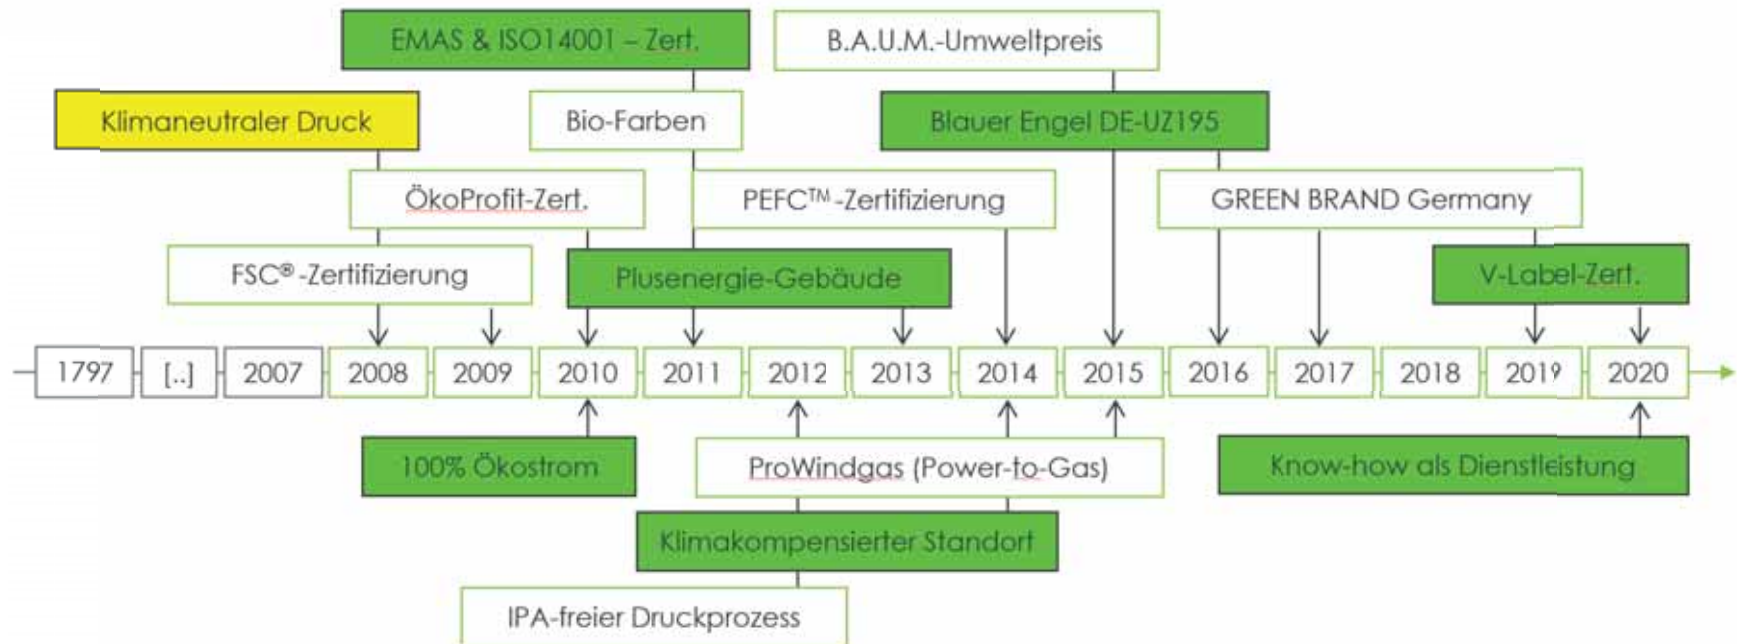 EMAS & ISO14001 – Zert.
B.A.U.M.-Umweltpreis
Klimaneutraler Druck
Bio-Farben
Blauer Engel DE-UZ195
ÖkoProfit-Zert.
PEFC™-Zertifizierung
GREEN BRAND Germany
FSC®-Zertifizierung
Plusenergie-Gebäude
V-Label-Zert.
1797 [..] 2007 2008 2009 2010 2011 2012 2013 2014 2015 2016 2017 2018 2019 2020
100% Ökostrom
ProWindgas (Power-to-Gas)
Know-how als Dienstleistung
Klimakompensierter Standort
IPA-freier Druckprozess